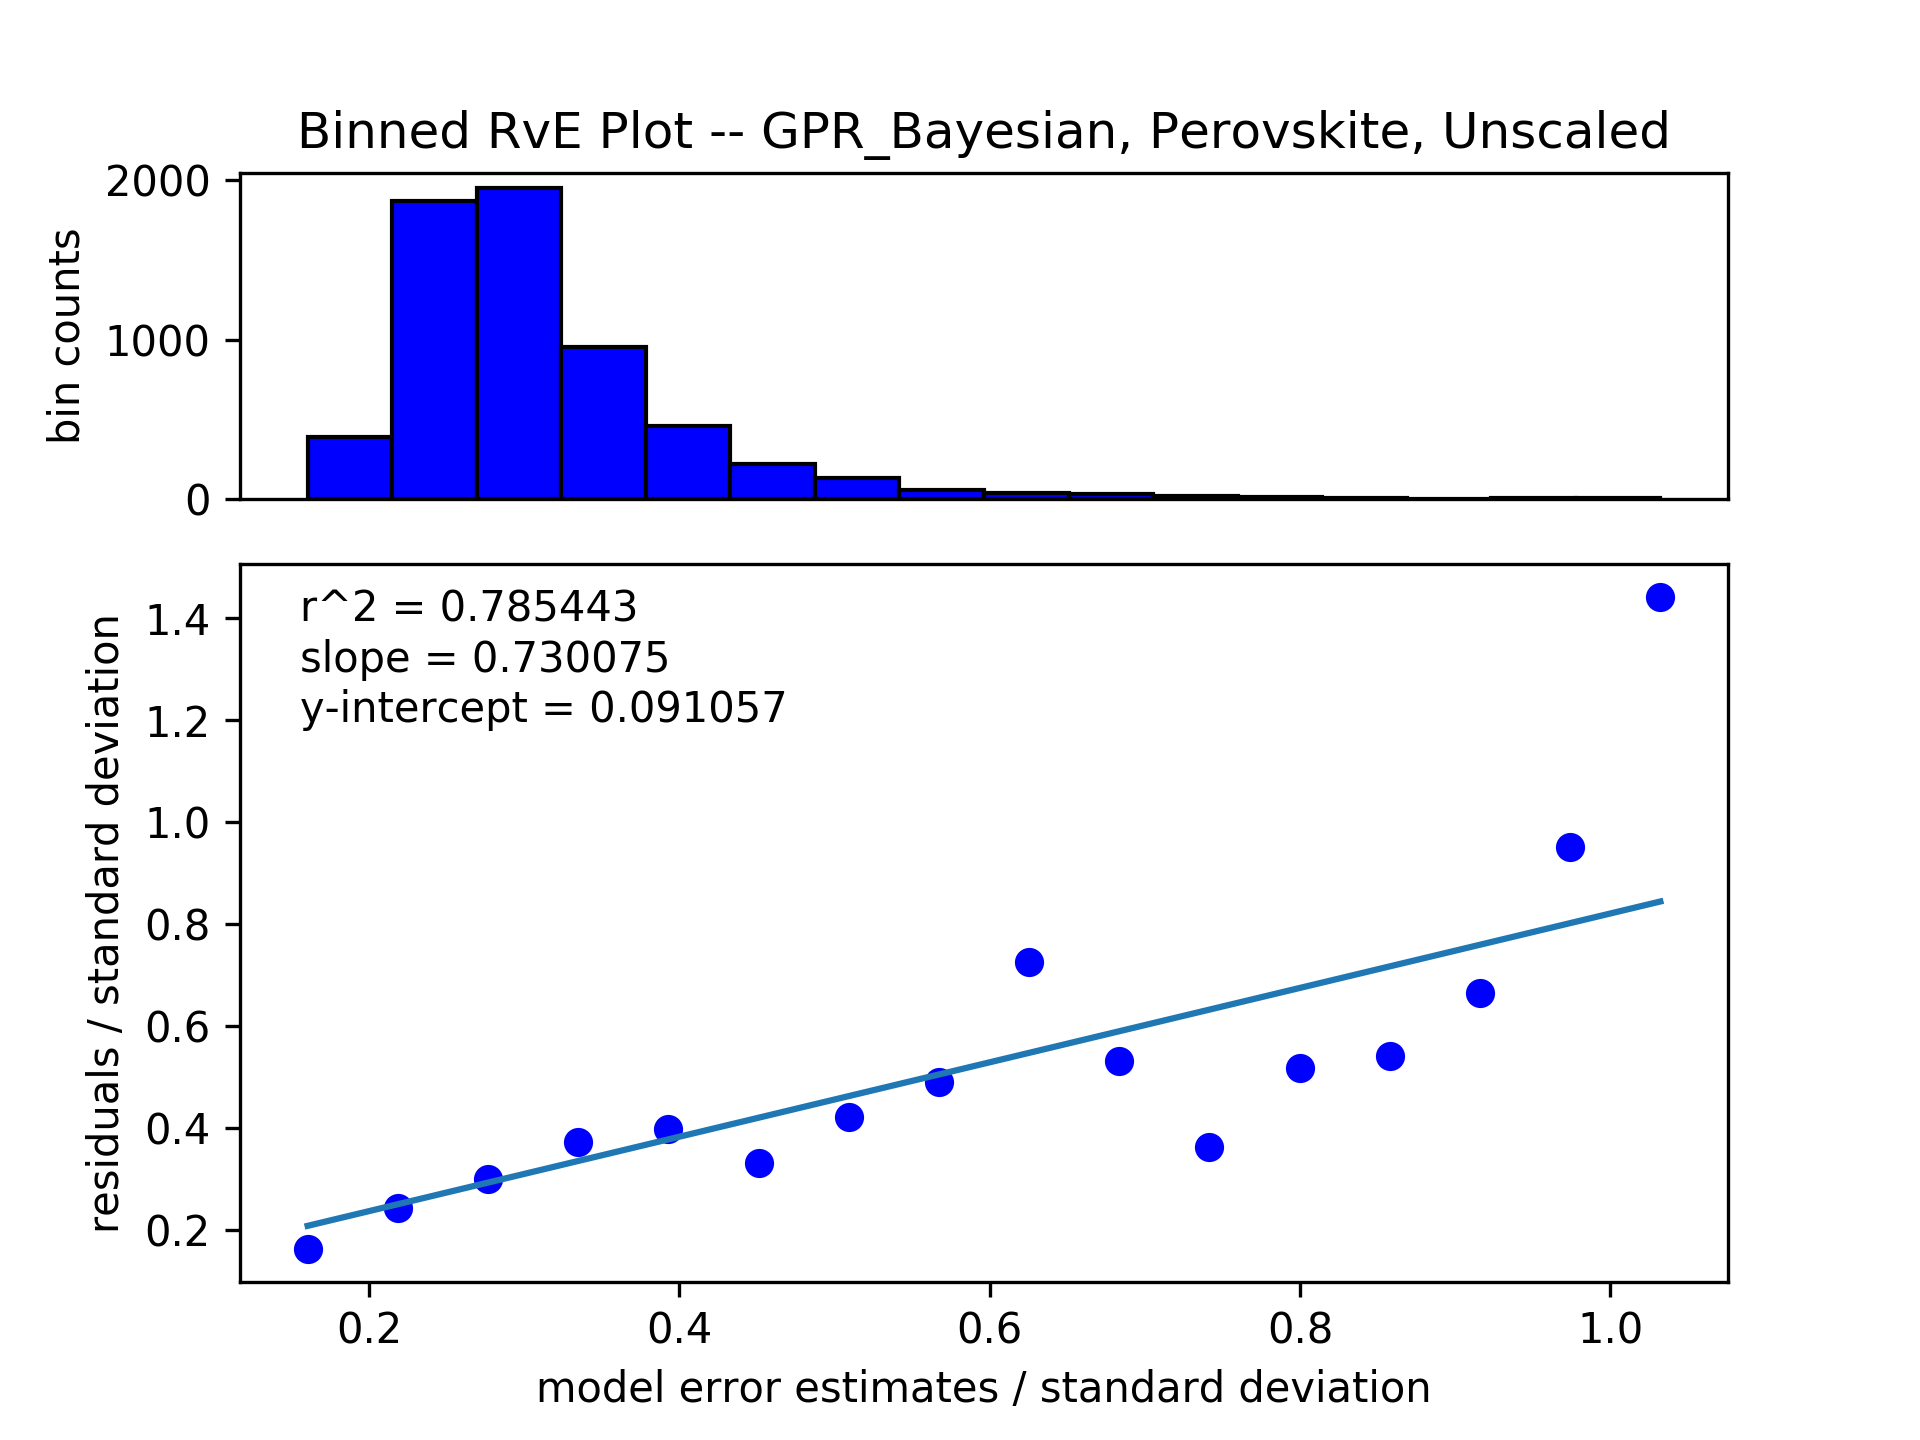 Binned RvE Plot -- GPR_Bayesian, Perovskite, Unscaled
2000
1000
0
bin counts
r^2 = 0.785443
slope = 0.730075
y-intercept = 0.091057
1.4
1.2
1.0
0.8
0.6
0.4
0.2
residuals / standard deviation
0.2 0.4 0.6 0.8 1.0
model error estimates / standard deviation